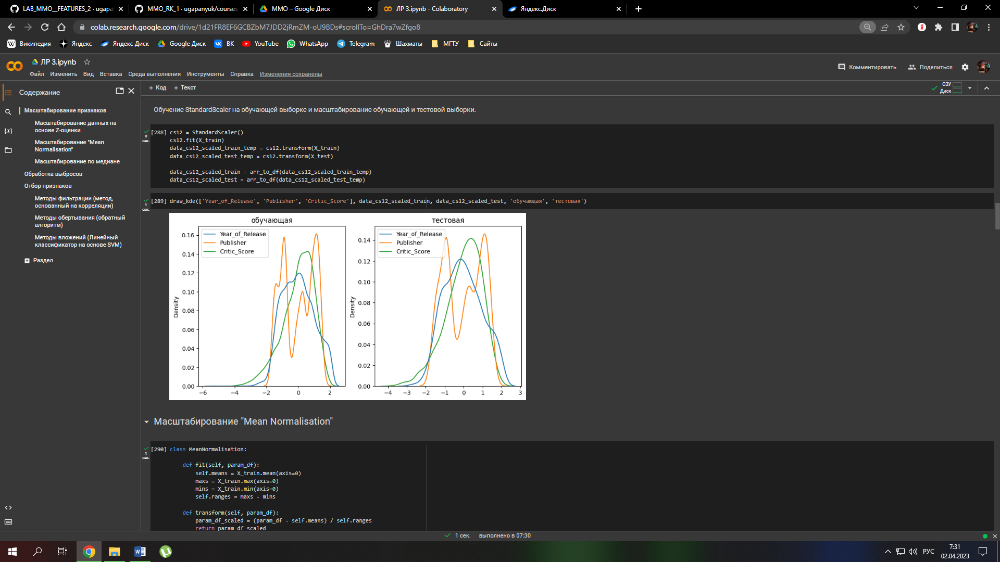 LAB_MMO__FEATURES_2 · ugapan
MMO_RK_1 · ugapanyuk/courses_
MMO – Google Диск
ЛР 3.ipynb - Colaboratory
Яндекс.Диск
colab.research.google.com/drive/1d21FR8EF6GCBZbM7JDD2jRmZM-oU9BDs#scrollTo=GhDra7wZfgo8
Википедия
Яндекс
Яндекс Диск
Google Диск
ВК
YouTube
WhatsApp
Telegram
Шахматы
МГТУ
Сайты
ЛР 3.ipynb
Файл Изменить Вид Вставка Среда выполнения Инструменты Справка Изменения сохранены
Комментировать
Поделиться
+ Код + Текст
ОЗУ
Диск
Содержание
Масштабирование признаков
Масштабирование данных на
основе Z-оценки
Масштабирование "Mean
Normalisation"
Масштабирование по медиане
Обработка выбросов
Отбор признаков
Методы фильтрации (метод,
основанный на корреляции)
Методы обертывания (обратный
алгоритм)
Методы вложений (Линейный
классификатор на основе SVM)
Раздел
Обучение StandardScaler на обучающей выборке и масштабирование обучающей и тестовой выборки.
0
сек.
[288] cs12 = StandardScaler()
cs12.fit(X_train)
data_cs12_scaled_train_temp = cs12.transform(X_train)
data_cs12_scaled_test_temp = cs12.transform(X_test)
data_cs12_scaled_train = arr_to_df(data_cs12_scaled_train_temp)
data_cs12_scaled_test = arr_to_df(data_cs12_scaled_test_temp)
1
сек.
[289] draw_kde(['Year_of_Release', 'Publisher', 'Critic_Score'], data_cs12_scaled_train, data_cs12_scaled_test, 'обучающая', 'тестовая')
обучающая
Year_of_Release
Publisher
Critic_Score
Density
0.16
0.14
0.12
0.10
0.08
0.06
0.04
0.02
0.00
−6 −4 −2 0 2
тестовая
Year_of_Release
Publisher
Critic_Score
Density
0.14
0.12
0.10
0.08
0.06
0.04
0.02
0.00
−4 −3 −2 −1 0 1 2 3
Масштабирование "Mean Normalisation"
1
сек.
[290] class MeanNormalisation:
def fit(self, param_df):
self.means = X_train.mean(axis=0)
maxs = X_train.max(axis=0)
mins = X_train.min(axis=0)
self.ranges = maxs - mins
def transform(self, param_df):
param_df_scaled = (param_df - self.means) / self.ranges
return param_df_scaled
1 сек. выполнено в 07:30
РУС
7:31
02.04.2023